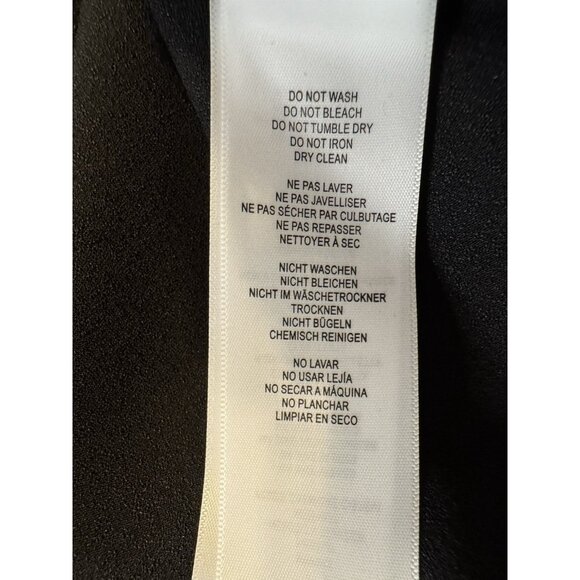 DO NOT WASH
DO NOT BLEACH
DO NOT TUMBLE DRY
DO NOT IRON
DRY CLEAN
NE PAS LAVER
NE PAS JAVELLISER
NE PAS SÉCHER PAR CULBUTAGE
NE PAS REPASSER
NETTOYER À SEC
NICHT WASCHEN
NICHT BLEICHEN
NICHT IM WÄSCHETROCKNER
TROCKNEN
NICHT BÜGELN
CHEMISCH REINIGEN
NO LAVAR
NO USAR LEJÍA
NO SECAR A MÁQUINA
NO PLANCHAR
LIMPIAR EN SECO